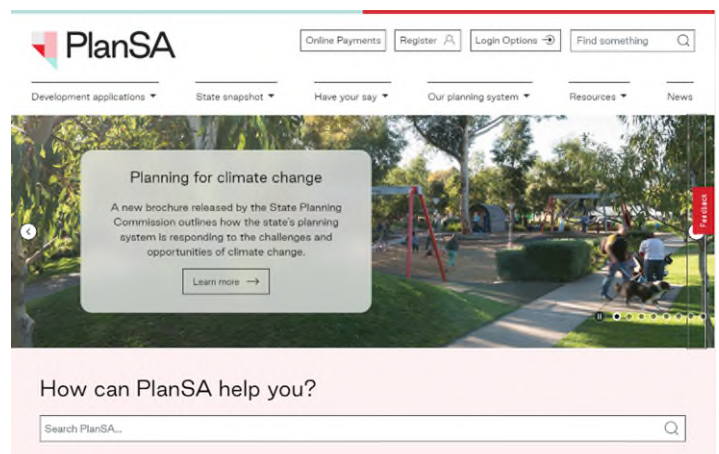 PlanSA
Online Payments
Register
Login Options
Find something
Development applications
State snapshot
Have your say
Our planning system
Resources
News
Planning for climate change
A new brochure released by the State Planning
Commission outlines how the state's planning
system is responding to the challenges and
opportunities of climate change.
Learn more
Feedback
How can PlanSA help you?
Search PlanSA...